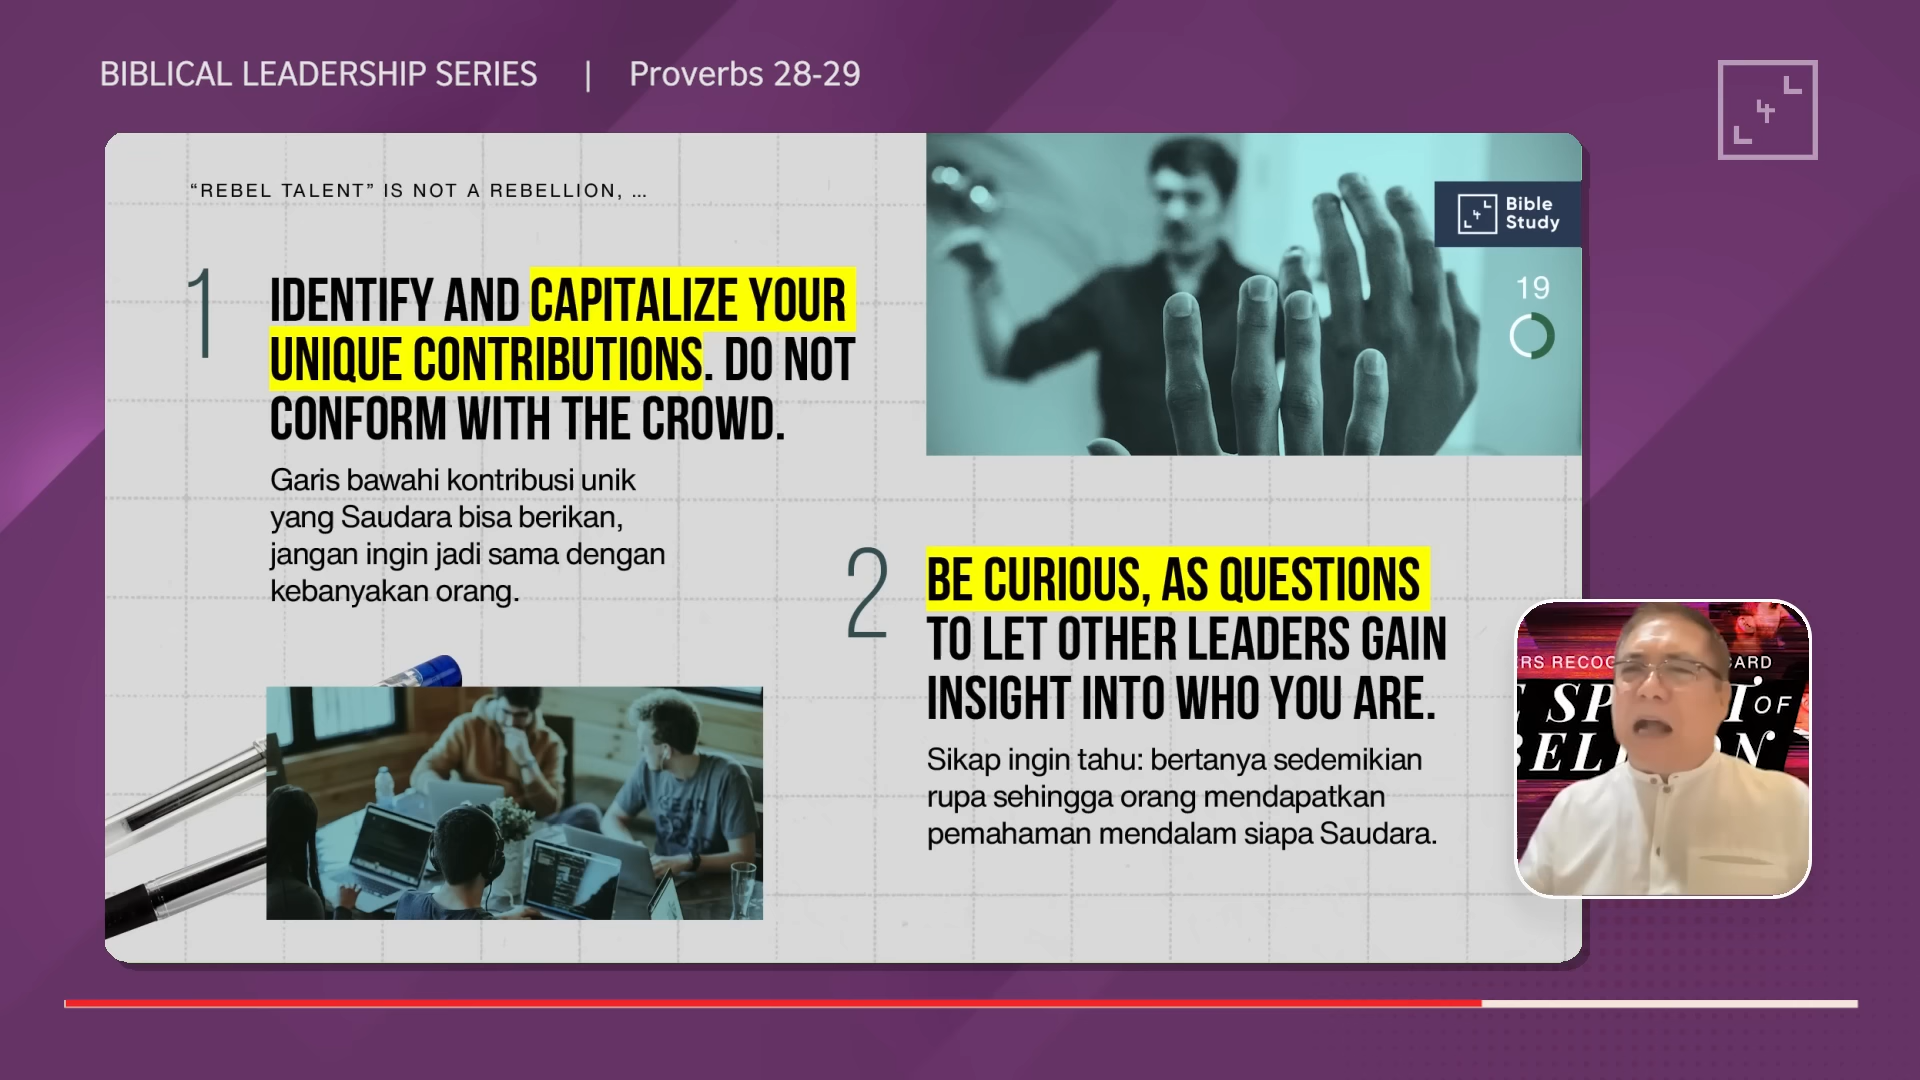 BIBLICAL LEADERSHIP SERIES | Proverbs 28-29
“REBEL TALENT” IS NOT A REBELLION, ...
1
IDENTIFY AND CAPITALIZE YOUR
UNIQUE CONTRIBUTIONS. DO NOT
CONFORM WITH THE CROWD.
Garis bawahi kontribusi unik
yang Saudara bisa berikan,
jangan ingin jadi sama dengan
kebanyakan orang.
Bible
Study
19
2
BE CURIOUS, AS QUESTIONS
TO LET OTHER LEADERS GAIN
INSIGHT INTO WHO YOU ARE.
Sikap ingin tahu: bertanya sedemikian
rupa sehingga orang mendapatkan
pemahaman mendalam siapa Saudara.
OF